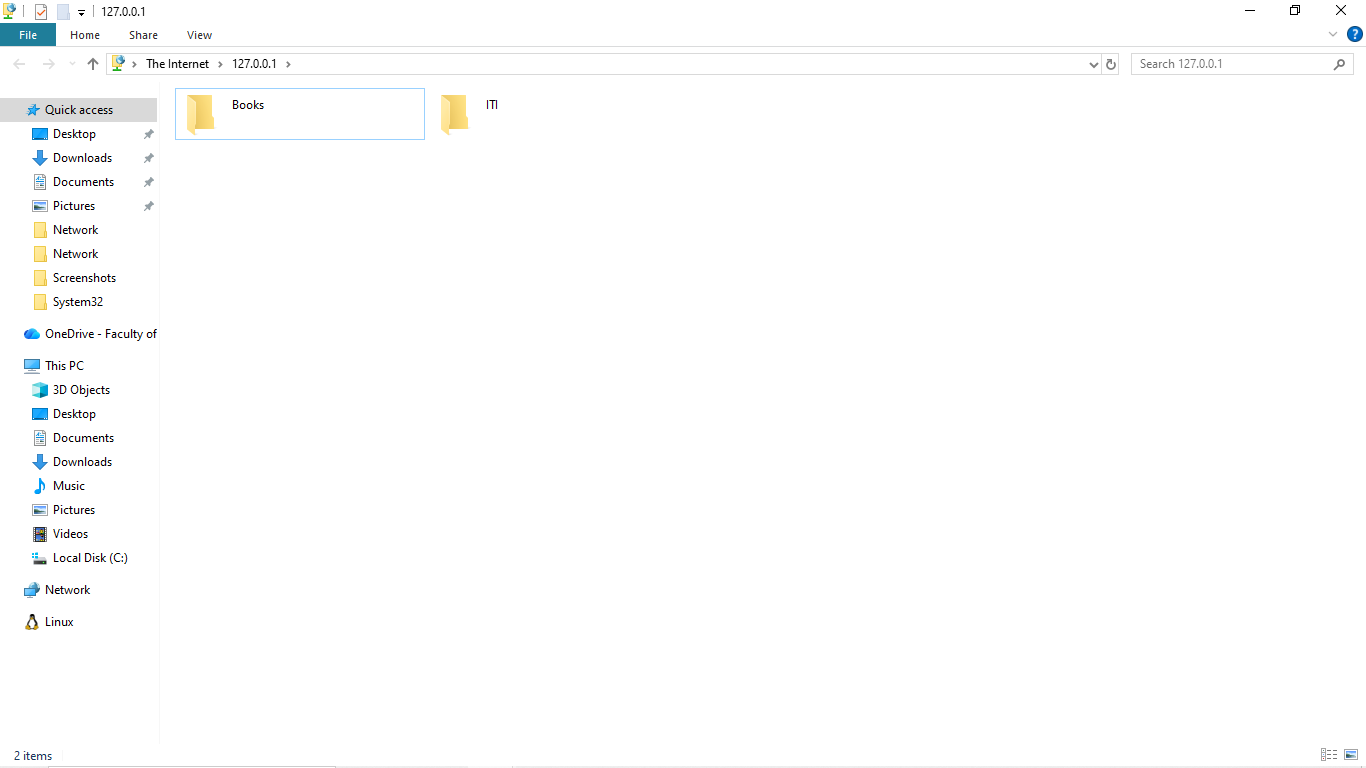 127.0.0.1
File Home Share View
The Internet 127.0.0.1 Search 127.0.0.1
Quick access
Desktop
Downloads
Documents
Pictures
Network
Network
Screenshots
System32
OneDrive - Faculty of
This PC
3D Objects
Desktop
Documents
Downloads
Music
Pictures
Videos
Local Disk (C:)
Network
Linux
Books ITI
2 items